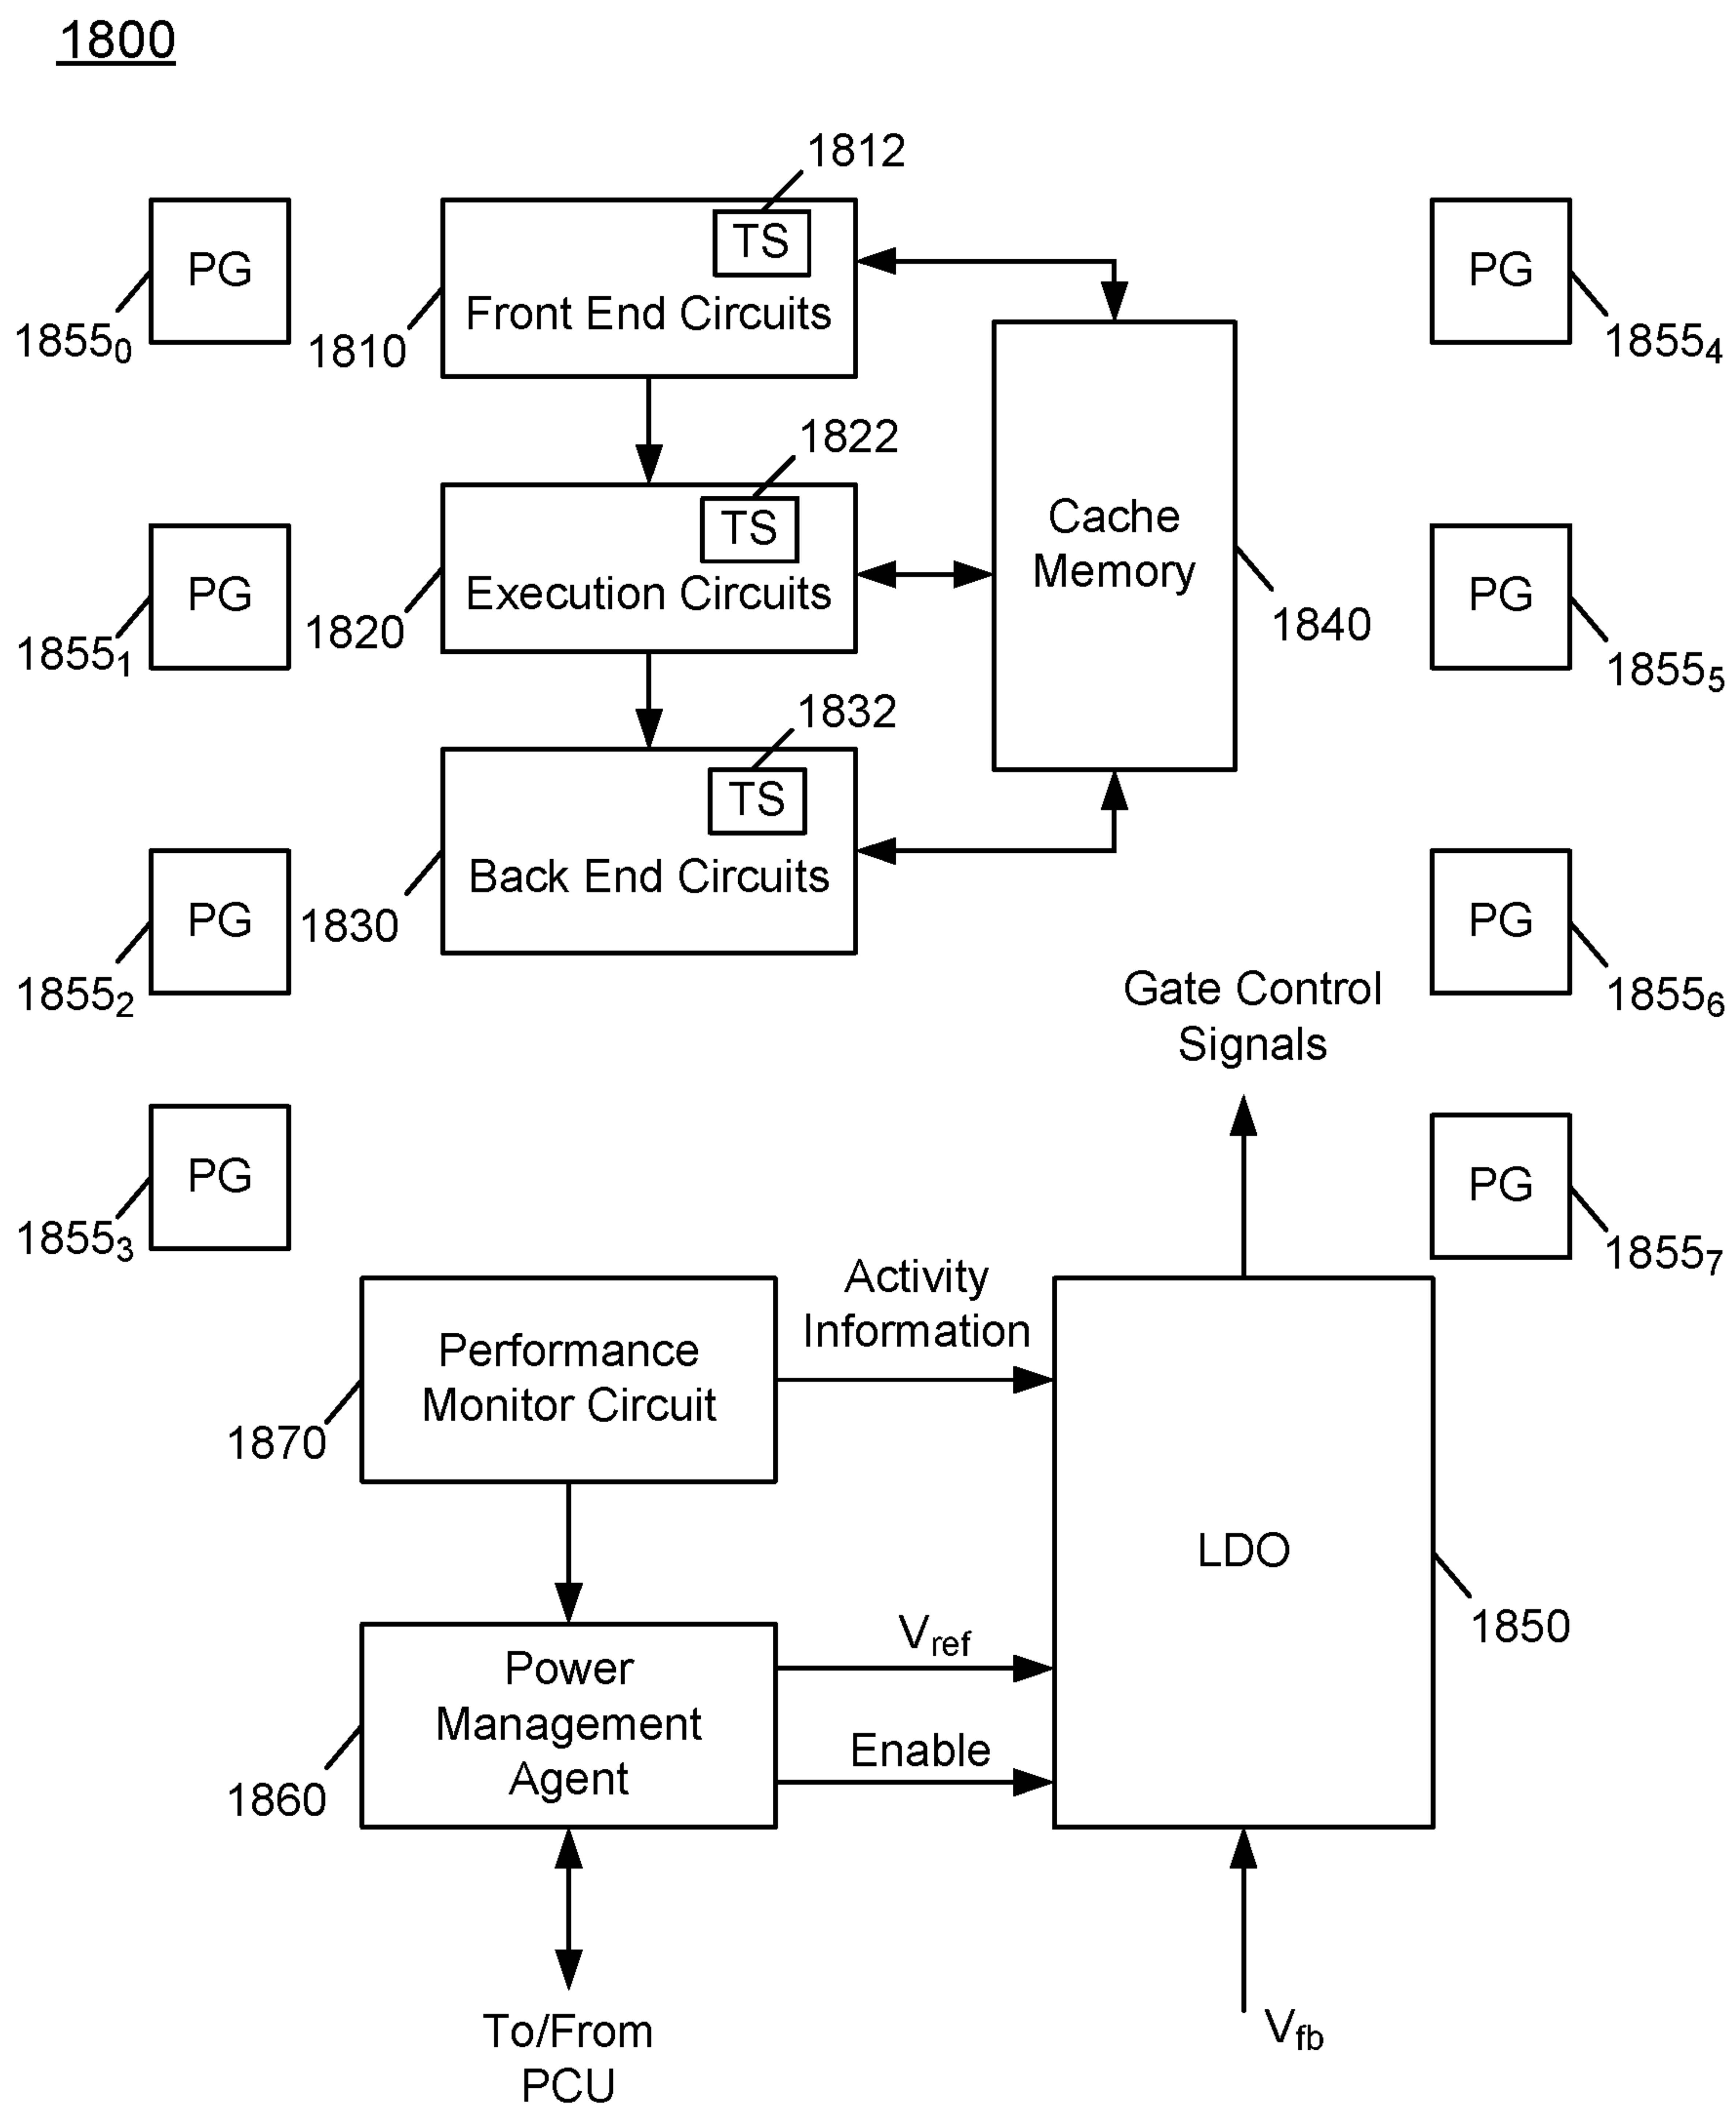 1800
1812
TS
PG
Front End Circuits
PG
1855₀
1810
1855₄
1822
TS
Cache
Memory
PG
Execution Circuits
PG
1855₁
1820
1840
1855₅
1832
TS
PG
Back End Circuits
PG
1855₂
1830
1855₆
Gate Control
Signals
PG
PG
1855₃
1855₇
Activity
Information
Performance
Monitor Circuit
1870
LDO
1850
Power
Management
Agent
V_ref
Enable
1860
To/From
PCU
V_fb